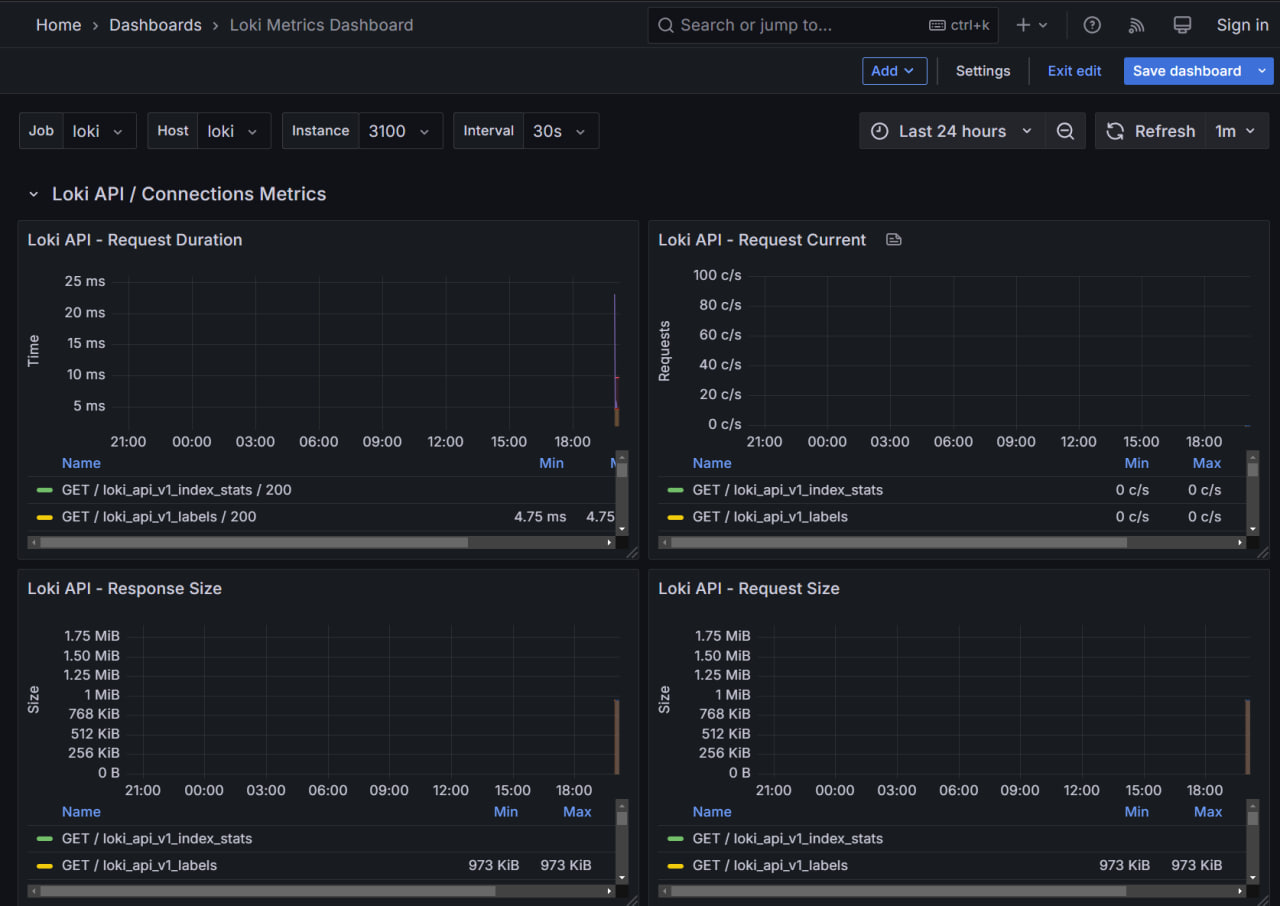 Home › Dashboards › Loki Metrics Dashboard Search or jump to... ctrl+k Sign in
Add Settings Exit edit Save dashboard
Job loki Host loki Instance 3100 Interval 30s Last 24 hours Refresh 1m
Loki API / Connections Metrics
Loki API - Request Duration
Time
25 ms
20 ms
15 ms
10 ms
5 ms
21:00 00:00 03:00 06:00 09:00 12:00 15:00 18:00
Name Min
GET / loki_api_v1_index_stats / 200
GET / loki_api_v1_labels / 200 4.75 ms 4.75
Loki API - Request Current
Requests
100 c/s
80 c/s
60 c/s
40 c/s
20 c/s
0 c/s
21:00 00:00 03:00 06:00 09:00 12:00 15:00 18:00
Name Min Max
GET / loki_api_v1_index_stats 0 c/s 0 c/s
GET / loki_api_v1_labels 0 c/s 0 c/s
Loki API - Response Size
Size
1.75 MiB
1.50 MiB
1.25 MiB
1 MiB
768 KiB
512 KiB
256 KiB
0 B
21:00 00:00 03:00 06:00 09:00 12:00 15:00 18:00
Name Min Max
GET / loki_api_v1_index_stats
GET / loki_api_v1_labels 973 KiB 973 KiB
Loki API - Request Size
Size
1.75 MiB
1.50 MiB
1.25 MiB
1 MiB
768 KiB
512 KiB
256 KiB
0 B
21:00 00:00 03:00 06:00 09:00 12:00 15:00 18:00
Name Min Max
GET / loki_api_v1_index_stats
GET / loki_api_v1_labels 973 KiB 973 KiB